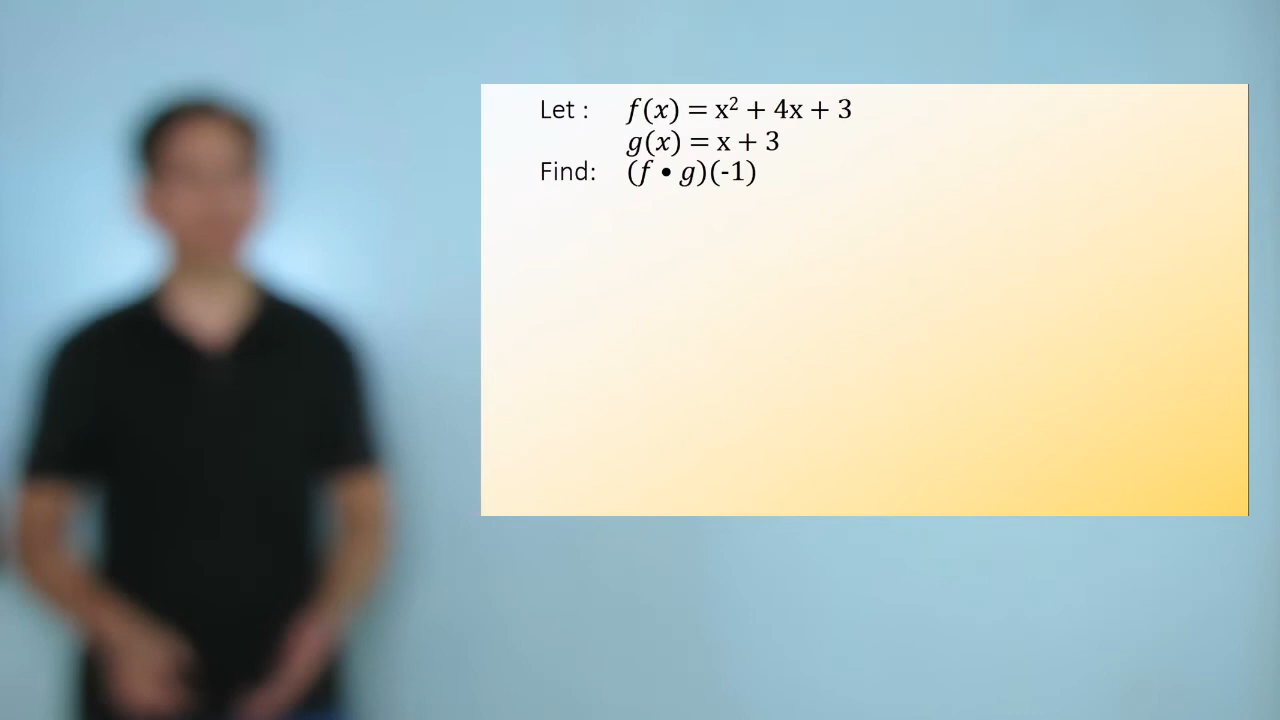 Let : f(x) = x² + 4x + 3
g(x) = x + 3
Find: (f • g)(-1)